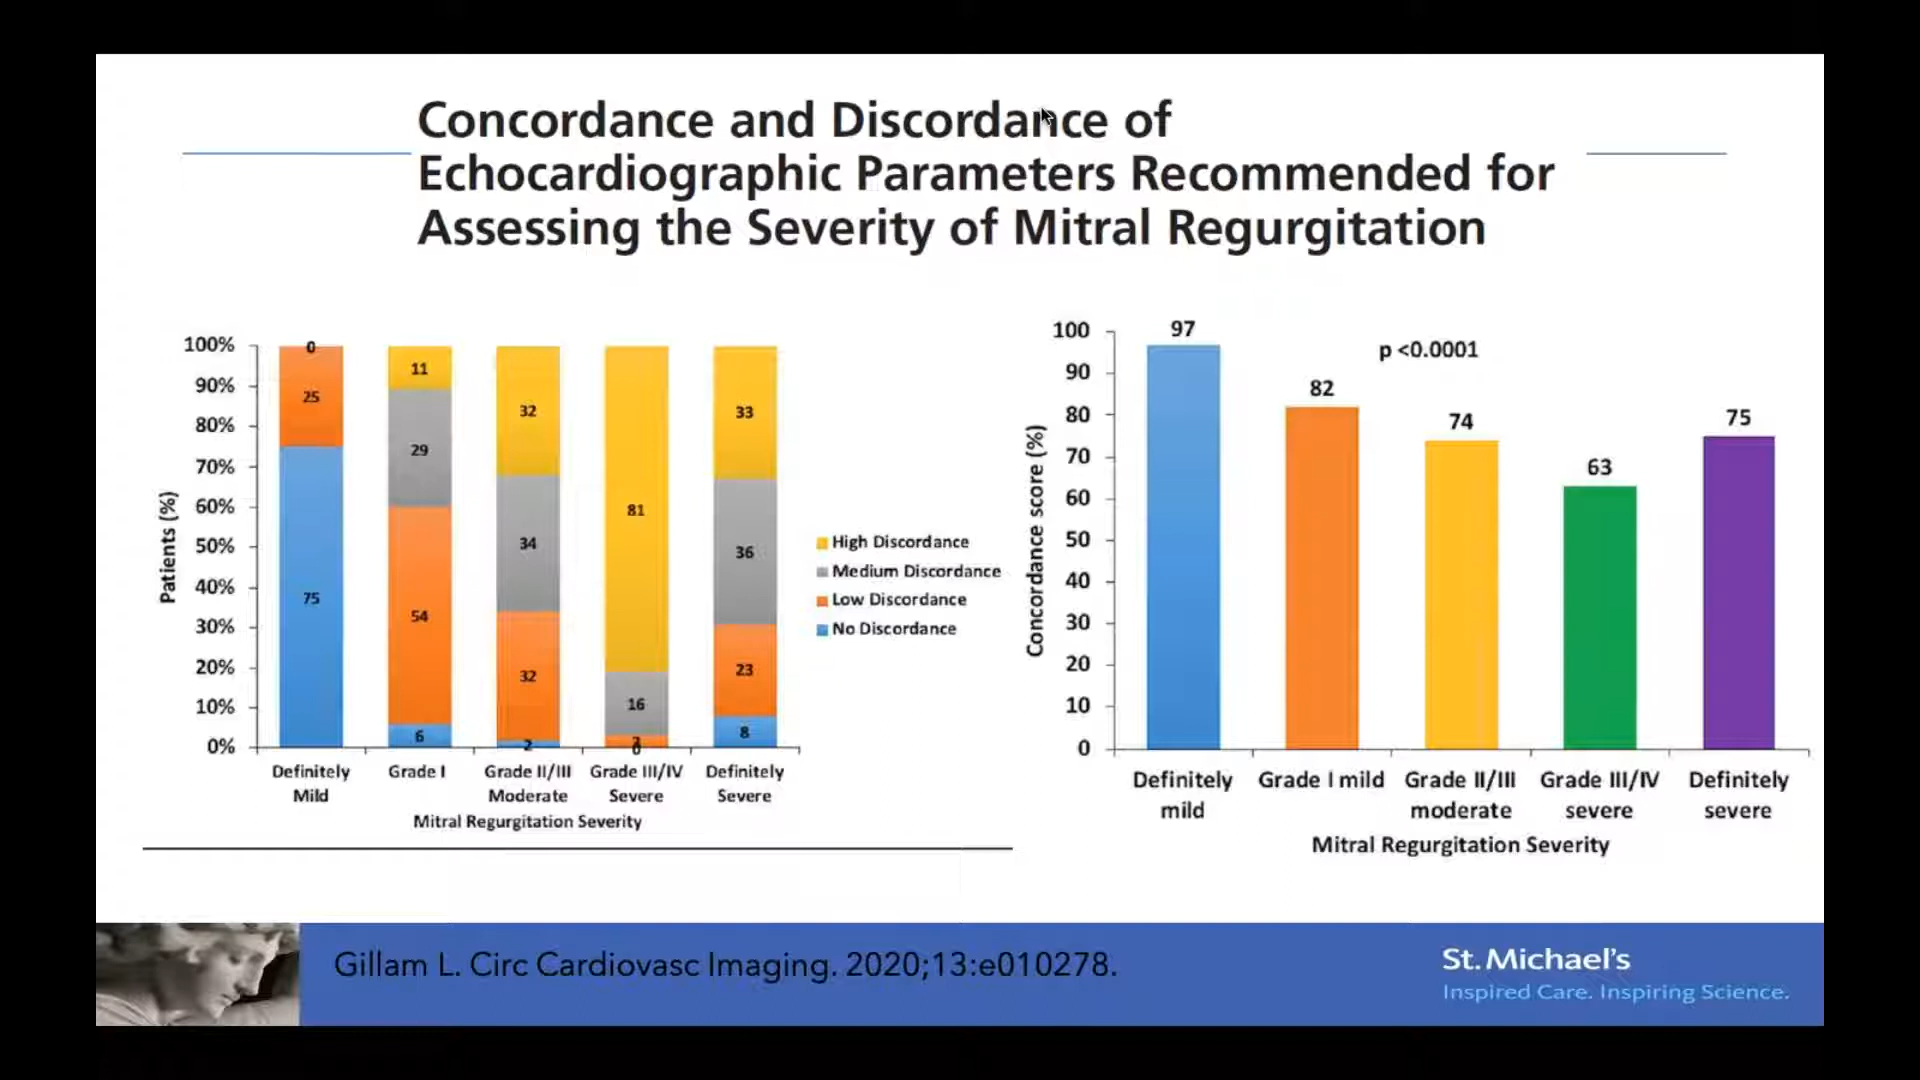 Concordance and Discordance of
Echocardiographic Parameters Recommended for
Assessing the Severity of Mitral Regurgitation
100%
90%
80%
70%
60%
50%
40%
30%
20%
10%
0%
Patients (%)
0
25
75
11
29
54
6
32
34
32
2
81
16
0
33
36
23
8
Definitely
Mild
Grade I
Grade II/III
Moderate
Grade III/IV
Severe
Definitely
Severe
Mitral Regurgitation Severity
High Discordance
Medium Discordance
Low Discordance
No Discordance
100
90
80
70
60
50
40
30
20
10
0
Concordance score (%)
97
82
74
63
75
p <0.0001
Definitely
mild
Grade I mild
Grade II/III
moderate
Grade III/IV
severe
Definitely
severe
Mitral Regurgitation Severity
Gillam L. Circ Cardiovasc Imaging. 2020;13:e010278.
St. Michael's
Inspired Care. Inspiring Science.